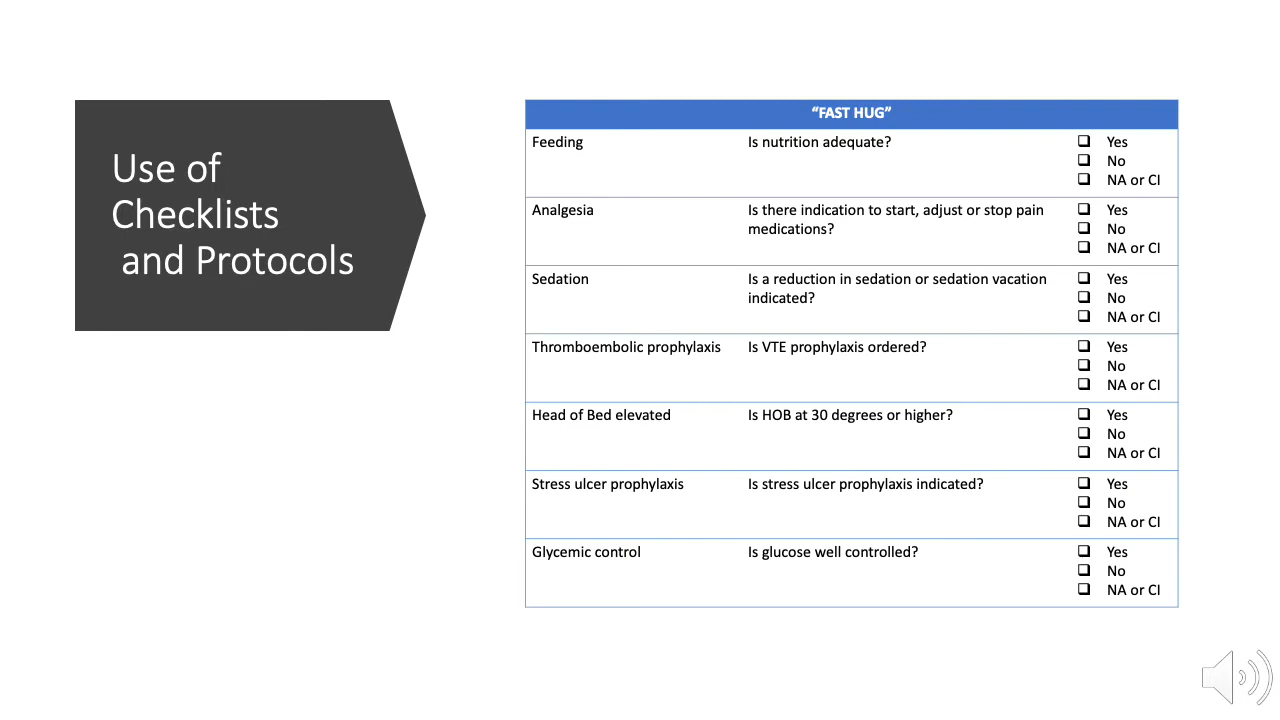 Use of
Checklists
and Protocols
“FAST HUG”
Feeding
Is nutrition adequate?
Yes
No
NA or CI
Analgesia
Is there indication to start, adjust or stop pain
medications?
Yes
No
NA or CI
Sedation
Is a reduction in sedation or sedation vacation
indicated?
Yes
No
NA or CI
Thromboembolic prophylaxis
Is VTE prophylaxis ordered?
Yes
No
NA or CI
Head of Bed elevated
Is HOB at 30 degrees or higher?
Yes
No
NA or CI
Stress ulcer prophylaxis
Is stress ulcer prophylaxis indicated?
Yes
No
NA or CI
Glycemic control
Is glucose well controlled?
Yes
No
NA or CI